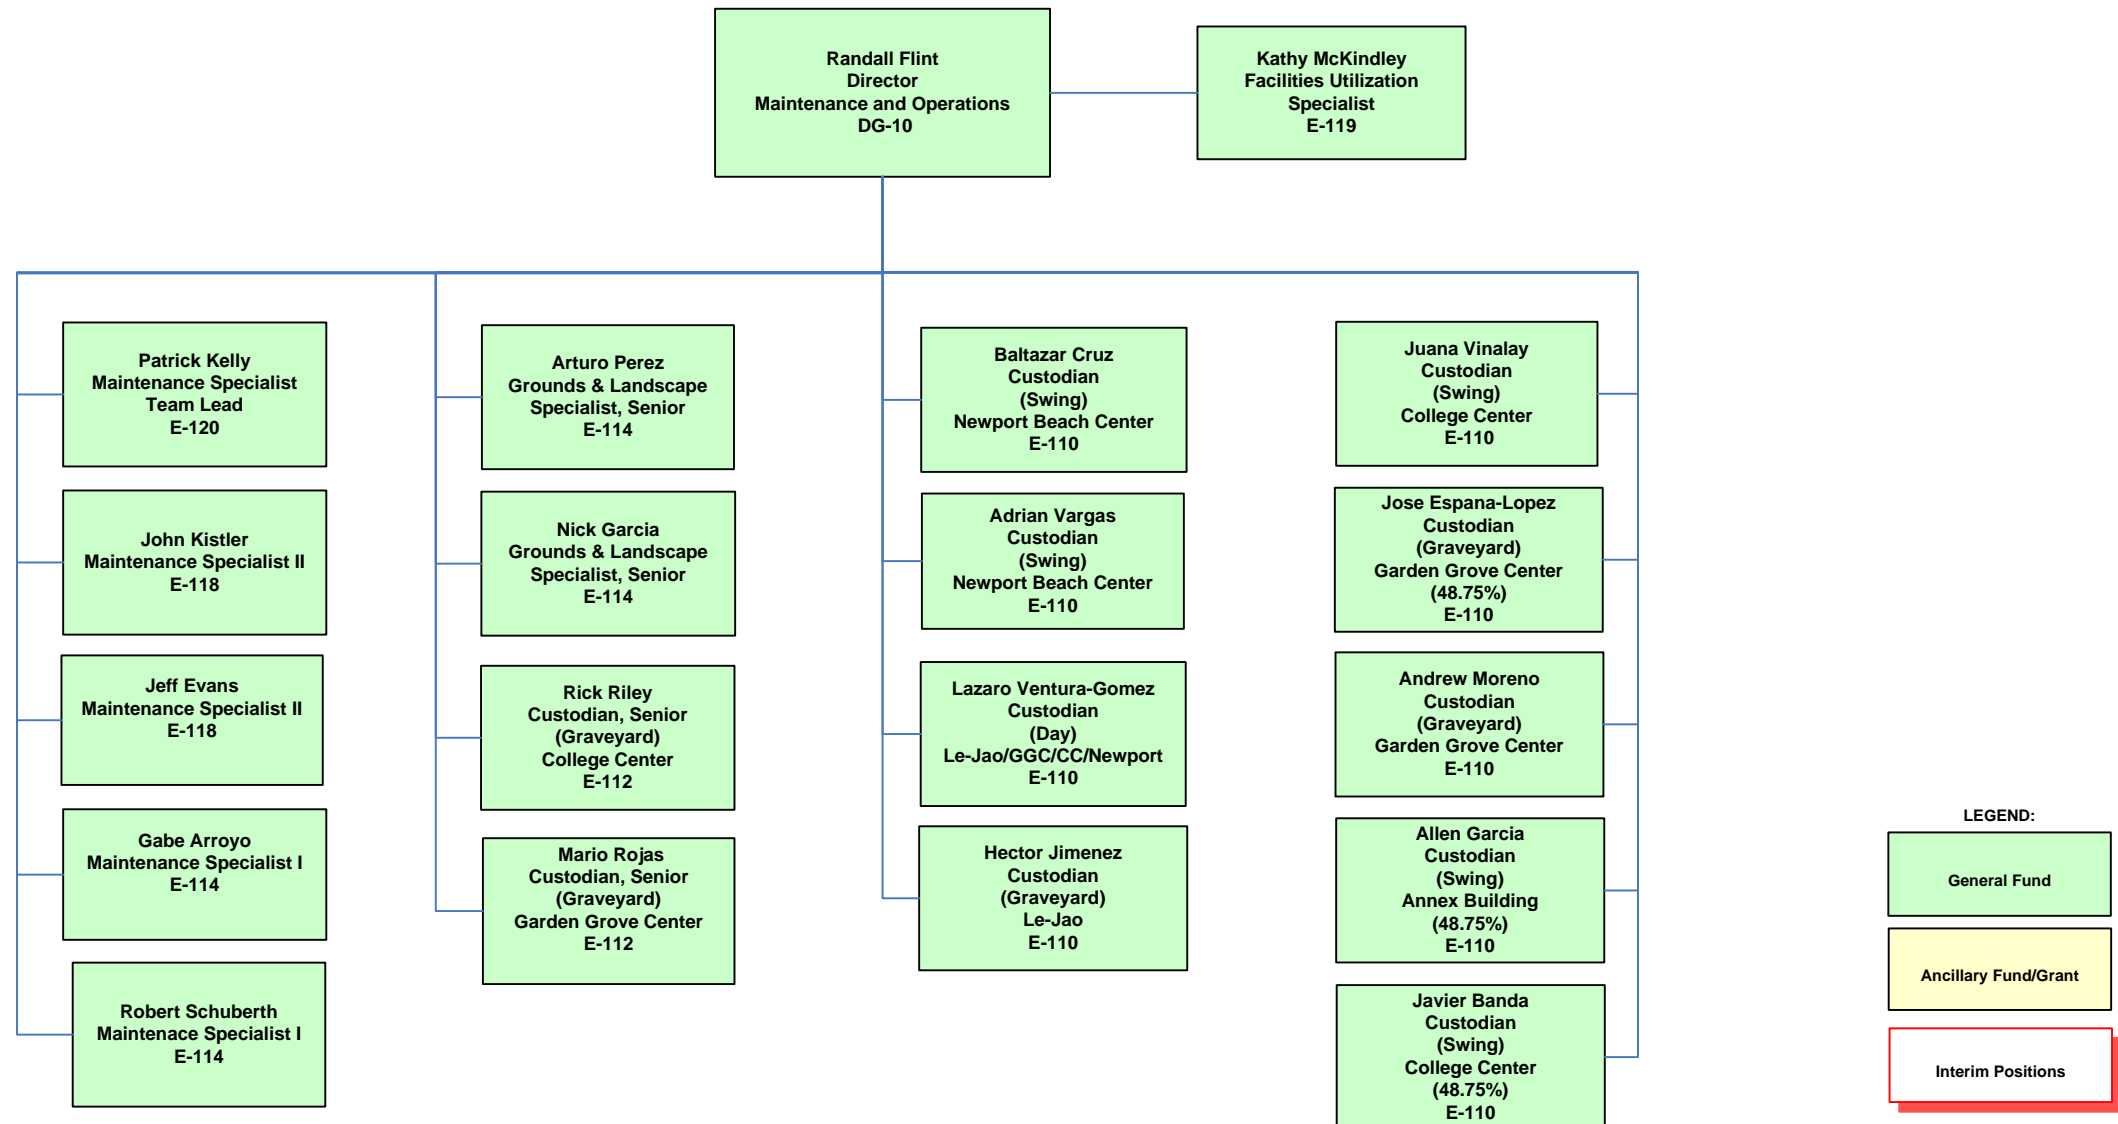 Randall Flint
Director
Maintenance and Operations
DG-10
Kathy McKindley
Facilities Utilization
Specialist
E-119
Patrick Kelly
Maintenance Specialist
Team Lead
E-120
John Kistler
Maintenance Specialist II
E-118
Jeff Evans
Maintenance Specialist II
E-118
Gabe Arroyo
Maintenance Specialist I
E-114
Robert Schuberth
Maintenace Specialist I
E-114
Arturo Perez
Grounds & Landscape
Specialist, Senior
E-114
Nick Garcia
Grounds & Landscape
Specialist, Senior
E-114
Rick Riley
Custodian, Senior
(Graveyard)
College Center
E-112
Mario Rojas
Custodian, Senior
(Graveyard)
Garden Grove Center
E-112
Baltazar Cruz
Custodian
(Swing)
Newport Beach Center
E-110
Adrian Vargas
Custodian
(Swing)
Newport Beach Center
E-110
Lazaro Ventura-Gomez
Custodian
(Day)
Le-Jao/GGC/CC/Newport
E-110
Hector Jimenez
Custodian
(Graveyard)
Le-Jao
E-110
Juana Vinalay
Custodian
(Swing)
College Center
E-110
Jose Espana-Lopez
Custodian
(Graveyard)
Garden Grove Center
(48.75%)
E-110
Andrew Moreno
Custodian
(Graveyard)
Garden Grove Center
E-110
Allen Garcia
Custodian
(Swing)
Annex Building
(48.75%)
E-110
Javier Banda
Custodian
(Swing)
College Center
(48.75%)
E-110
LEGEND:
General Fund
Ancillary Fund/Grant
Interim Positions